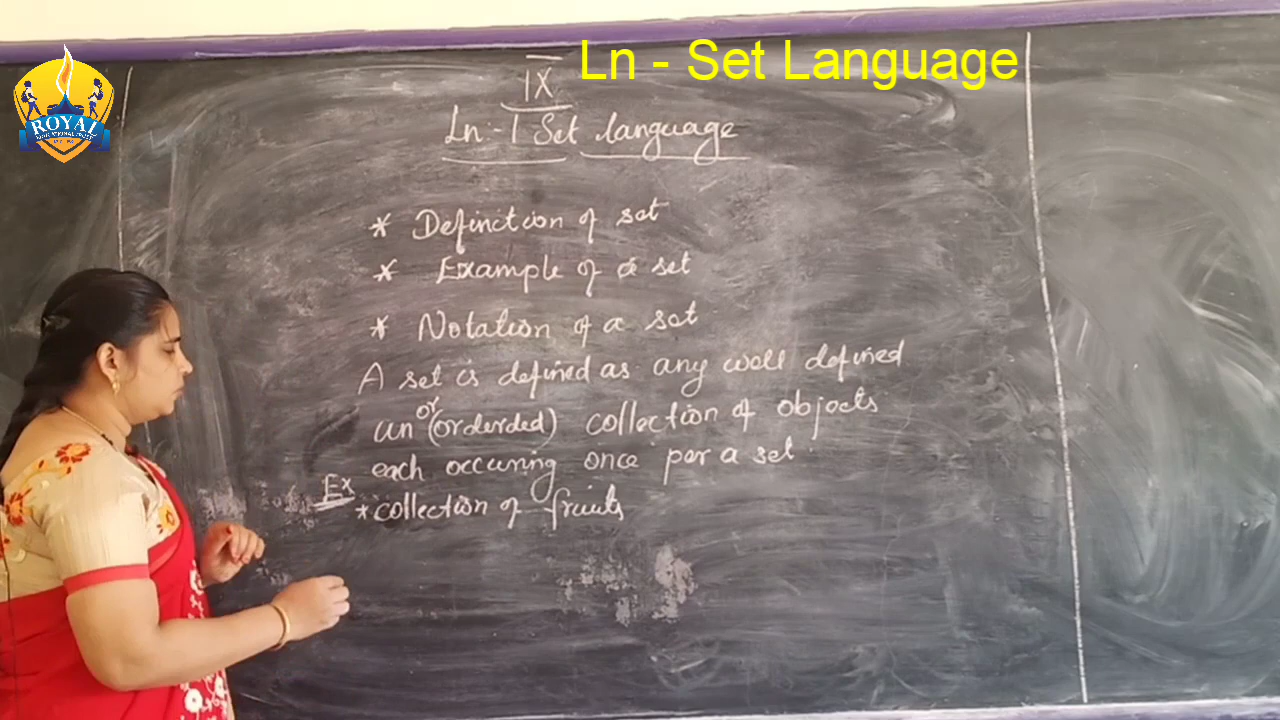 Ln - Set Language
ROYAL
IX
Ln - 1 Set language
* Definition of set
* Example of a set
* Notation of a set
A set is defined as any well defined
or
un (orderded) collection of objects
each occuring once per a set.
Ex
* collection of fruits